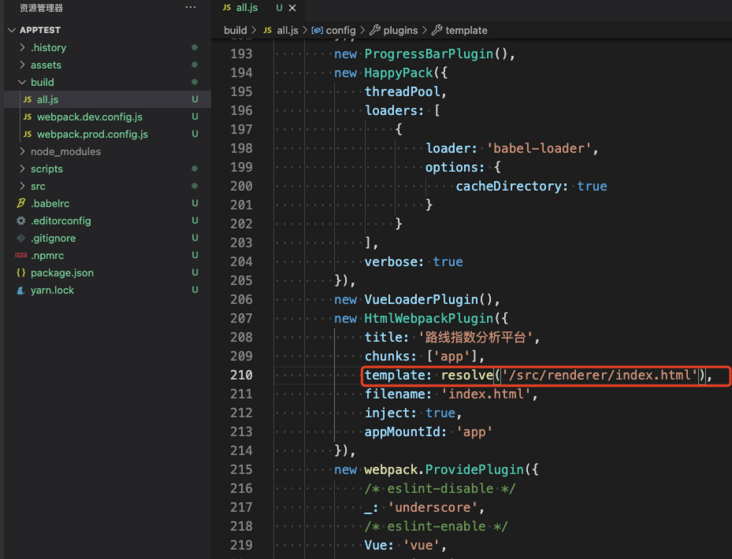 资源管理器
···
APPTEST
.history
assets
build
JS all.js U
JS webpack.dev.config.js U
JS webpack.prod.config.js U
node_modules
scripts
src
.babelrc U
.editorconfig U
.gitignore U
.npmrc U
{} package.json U
yarn.lock U
JS all.js U ×
build > JS all.js > config > plugins > template
193 new ProgressBarPlugin(),
194 new HappyPack({
195 threadPool,
196 loaders: [
197 {
198 loader: 'babel-loader',
199 options: {
200 cacheDirectory: true
201 }
202 }
203 ],
204 verbose: true
205 }),
206 new VueLoaderPlugin(),
207 new HtmlWebpackPlugin({
208 title: '路线指数分析平台',
209 chunks: ['app'],
210 template: resolve('/src/renderer/index.html'),
211 filename: 'index.html',
212 inject: true,
213 appMountId: 'app'
214 }),
215 new webpack.ProvidePlugin({
216 /* eslint-disable */
217 _: 'underscore',
218 /* eslint-enable */
219 Vue: 'vue',